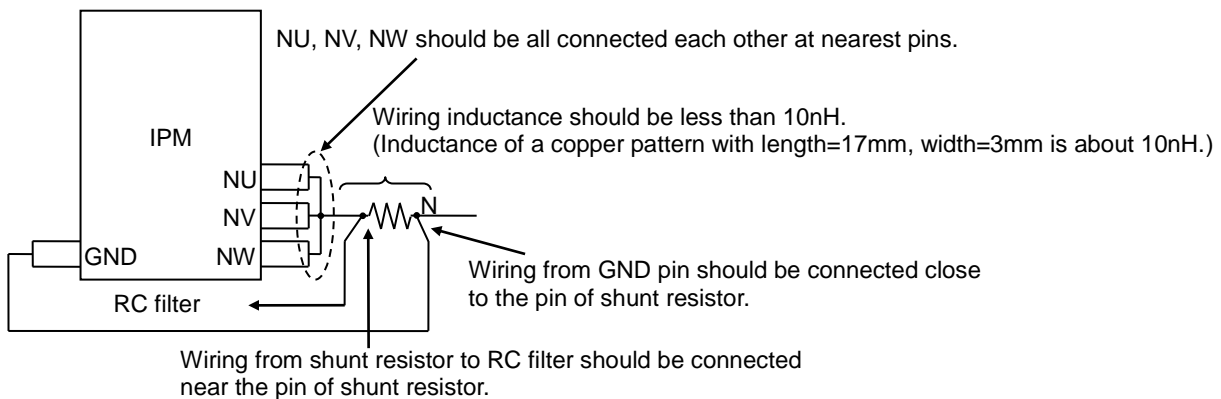 NU, NV, NW should be all connected each other at nearest pins.
Wiring inductance should be less than 10nH.
(Inductance of a copper pattern with length=17mm, width=3mm is about 10nH.)
IPM
NU
N
NV
GND
NW
Wiring from GND pin should be connected close
to the pin of shunt resistor.
RC filter
Wiring from shunt resistor to RC filter should be connected
near the pin of shunt resistor.